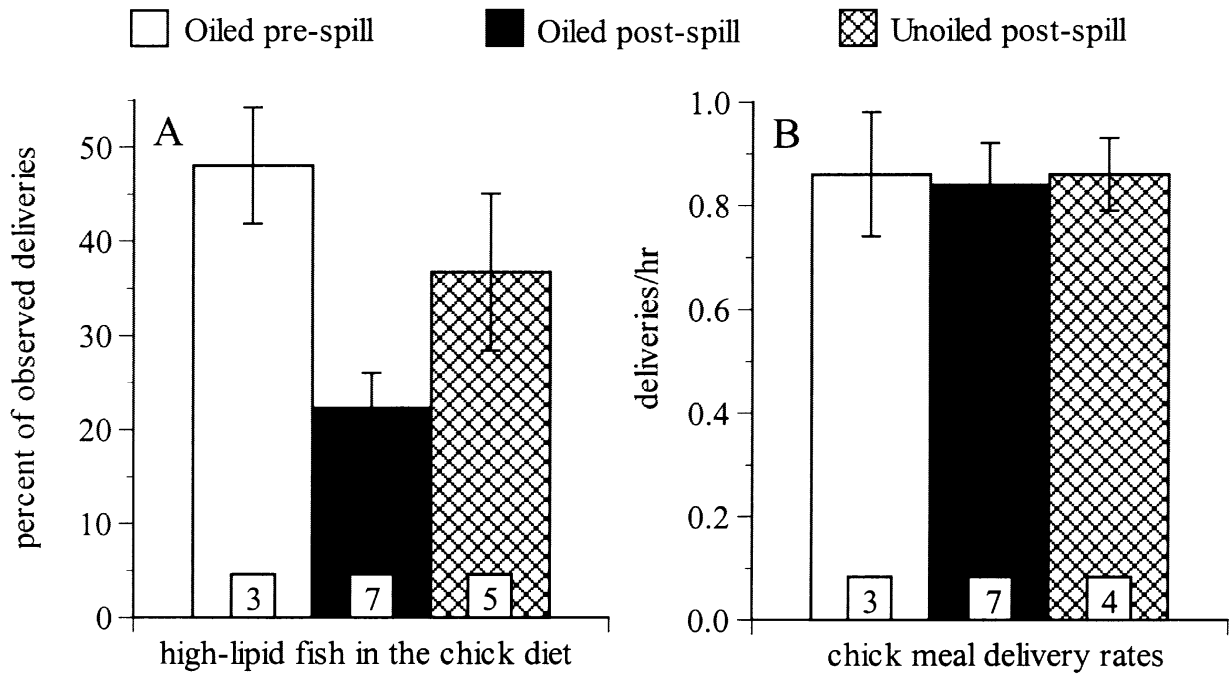 Oiled pre-spill Oiled post-spill Unoiled post-spill
A
percent of observed deliveries
50
40
30
20
10
0
3 7 5
high-lipid fish in the chick diet
B
deliveries/hr
1.0
0.8
0.6
0.4
0.2
0.0
3 7 4
chick meal delivery rates